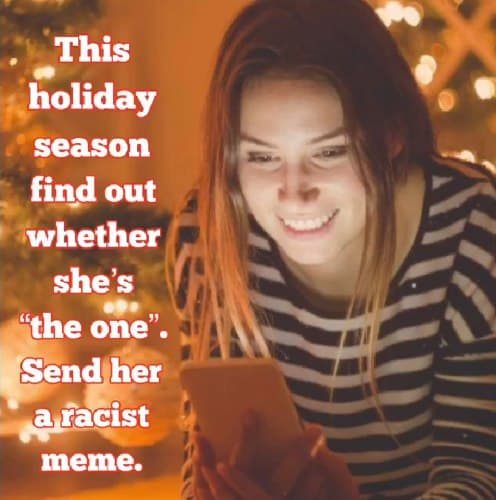 This
holiday
season
find out
whether
she's
“the one”.
Send her
a racist
meme.